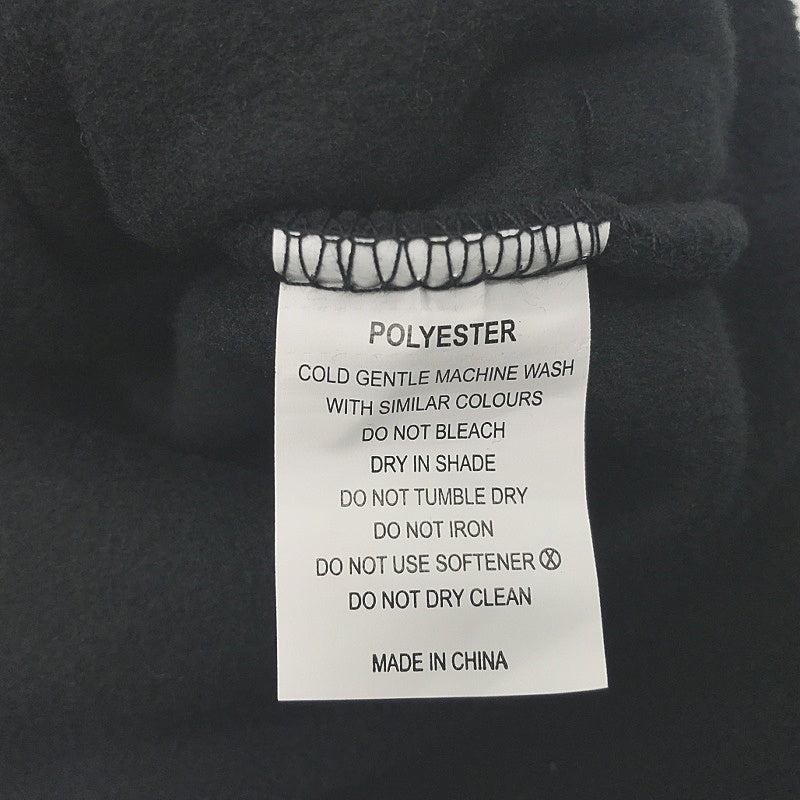 POLYESTER
COLD GENTLE MACHINE WASH
WITH SIMILAR COLOURS
DO NOT BLEACH
DRY IN SHADE
DO NOT TUMBLE DRY
DO NOT IRON
DO NOT USE SOFTENER ⓧ
DO NOT DRY CLEAN
MADE IN CHINA